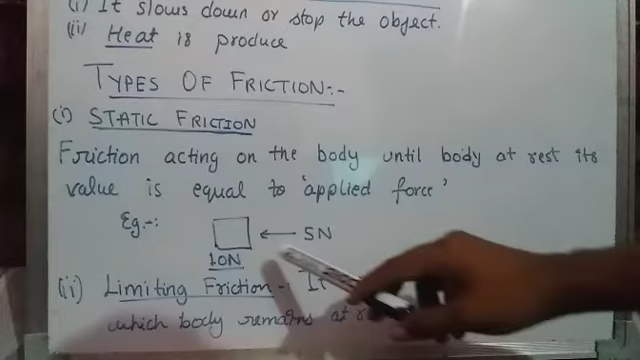 (i) It slows down or stop the object.
(ii) Heat is produce
TYPES OF FRICTION:-
(i) STATIC FRICTION
Friction acting on the body until body at rest its
value is equal to 'applied force'
Eg.-:
5N
10N
(ii) Limiting Friction:- It
which body remains at